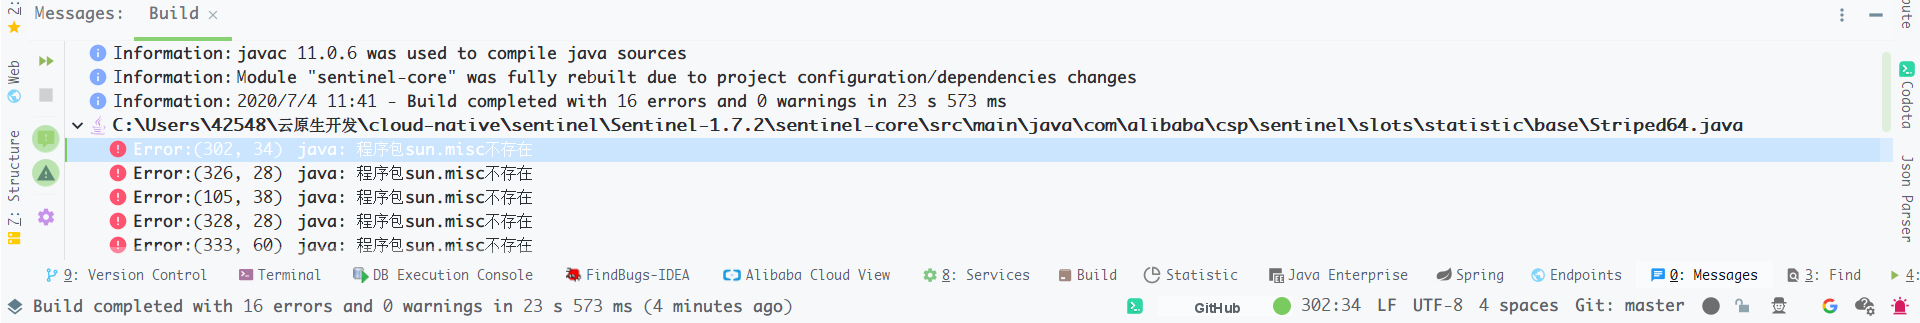 Messages: Build ×
Information: javac 11.0.6 was used to compile java sources
Information: Module "sentinel-core" was fully rebuilt due to project configuration/dependencies changes
Information: 2020/7/4 11:41 - Build completed with 16 errors and 0 warnings in 23 s 573 ms
C:\Users\42548\云原生开发\cloud-native\sentinel\Sentinel-1.7.2\sentinel-core\src\main\java\com\alibaba\csp\sentinel\slots\statistic\base\Striped64.java
Error:(302, 34) java: 程序包sun.misc不存在
Error:(326, 28) java: 程序包sun.misc不存在
Error:(105, 38) java: 程序包sun.misc不存在
Error:(328, 28) java: 程序包sun.misc不存在
Error:(333, 60) java: 程序包sun.misc不存在
2:
Web
7: Structure
bute
Codota
Json Parser
9: Version Control Terminal DB Execution Console FindBugs-IDEA Alibaba Cloud View 8: Services Build Statistic Java Enterprise Spring Endpoints 0: Messages 3: Find 4:
Build completed with 16 errors and 0 warnings in 23 s 573 ms (4 minutes ago) GitHub 302:34 LF UTF-8 4 spaces Git: master